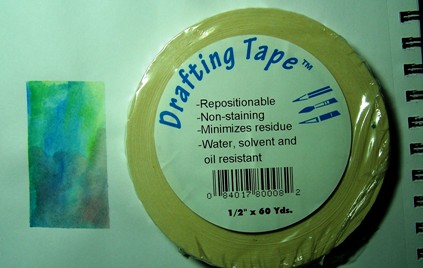 Drafting Tape™
-Repositionable
-Non-staining
-Minimizes residue
-Water, solvent and
oil resistant
0 84017 80008 2
1/2" x 60 Yds.